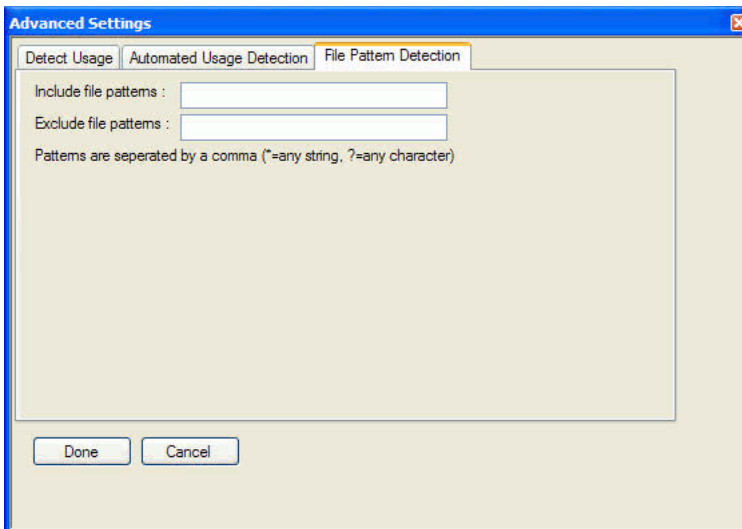 Advanced Settings
Detect Usage Automated Usage Detection File Pattern Detection
Include file patterns :
Exclude file patterns :
Patterns are seperated by a comma (*=any string, ?=any character)
Done Cancel